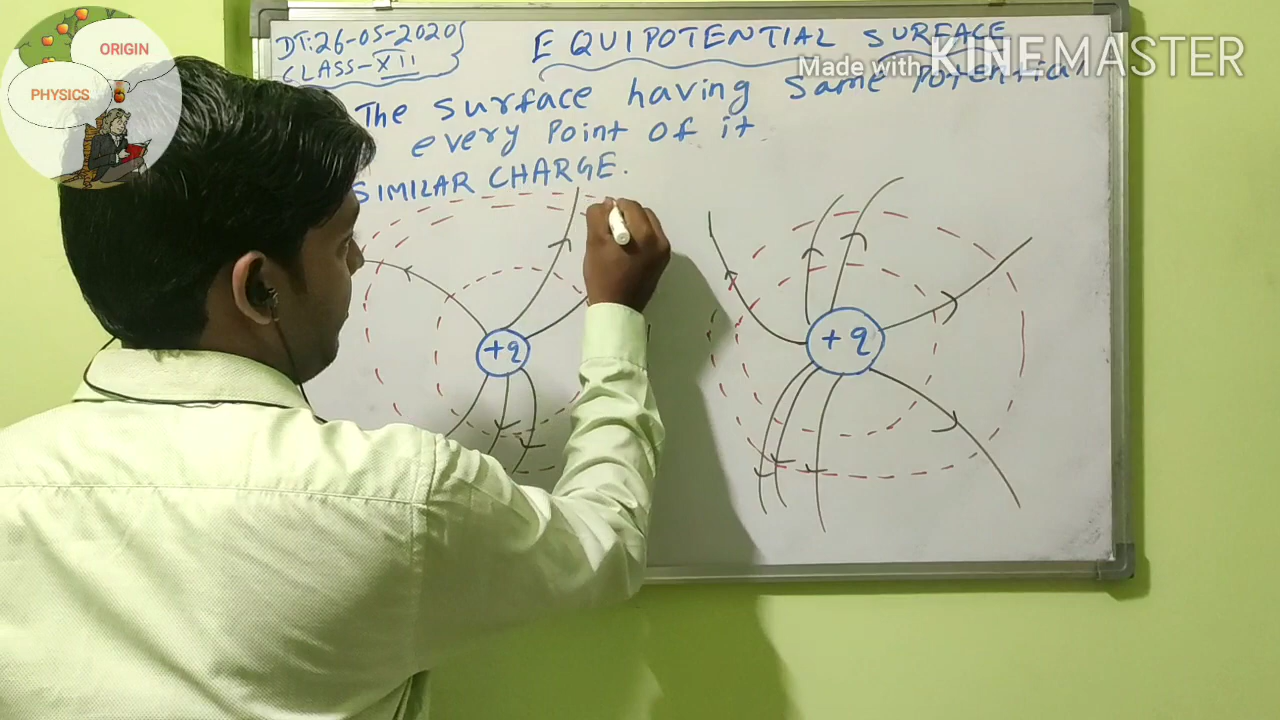 ORIGIN
PHYSICS
DT:26-05-2020
CLASS-XII
EQUIPOTENTIAL SURFACE
Made with KINEMASTER
The surface having Same Potential
every Point of it
SIMILAR CHARGE.
+q
+q